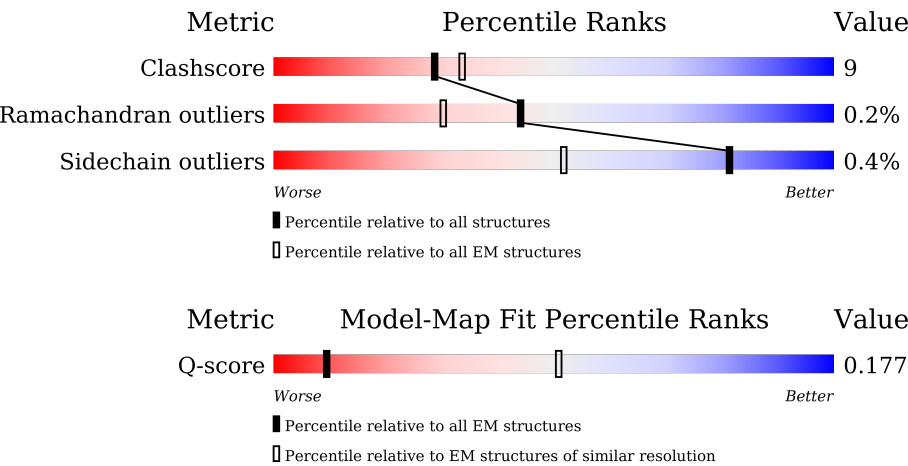 Metric Percentile Ranks Value
Clashscore 9
Ramachandran outliers 0.2%
Sidechain outliers 0.4%
Worse Better
Percentile relative to all structures
Percentile relative to all EM structures
Metric Model-Map Fit Percentile Ranks Value
Q-score 0.177
Worse Better
Percentile relative to all EM structures
Percentile relative to EM structures of similar resolution